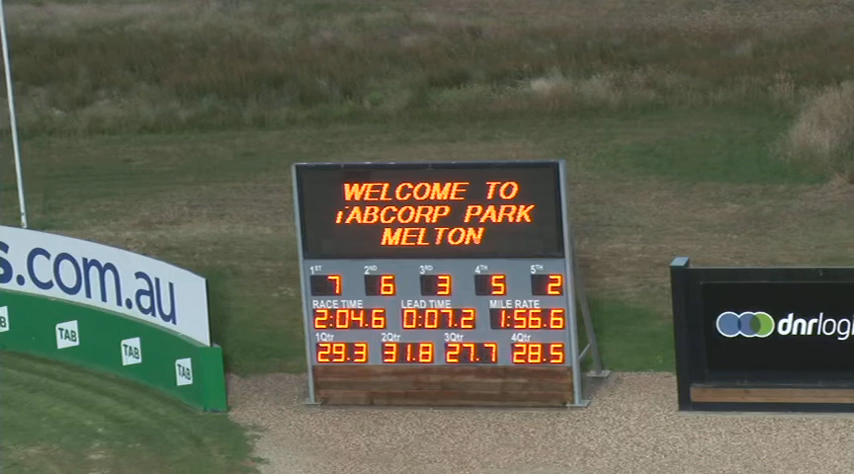 WELCOME TO
TABCORP PARK
MELTON
1ST 2ND 3RD 4TH 5TH
7 6 3 5 2
RACE TIME LEAD TIME MILE RATE
2:04.6 0:07.2 1:56.6
1Qtr 2Qtr 3Qtr 4Qtr
29.3 31.8 27.7 28.5
s.com.au
TAB
TAB
TAB
dnrlogi